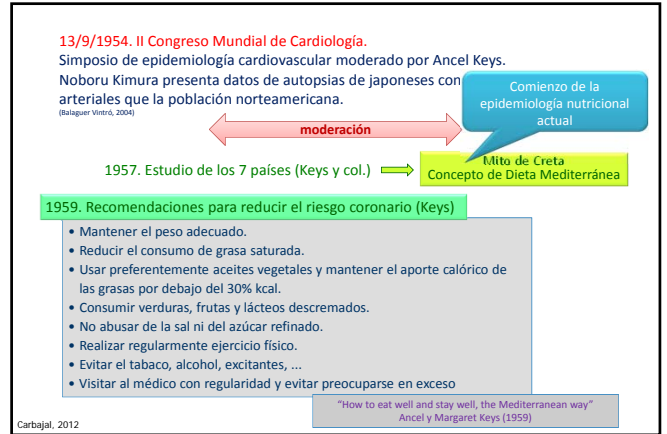 13/9/1954. II Congreso Mundial de Cardiología.
Simposio de epidemiología cardiovascular moderado por Ancel Keys.
Noboru Kimura presenta datos de autopsias de japoneses con
arteriales que la población norteamericana.
(Balaguer Vintró, 2004)
Comienzo de la
epidemiología nutricional
actual
moderación
1957. Estudio de los 7 países (Keys y col.)
Mito de Creta
Concepto de Dieta Mediterránea
1959. Recomendaciones para reducir el riesgo coronario (Keys)
• Mantener el peso adecuado.
• Reducir el consumo de grasa saturada.
• Usar preferentemente aceites vegetales y mantener el aporte calórico de
las grasas por debajo del 30% kcal.
• Consumir verduras, frutas y lácteos descremados.
• No abusar de la sal ni del azúcar refinado.
• Realizar regularmente ejercicio físico.
• Evitar el tabaco, alcohol, excitantes, ...
• Visitar al médico con regularidad y evitar preocuparse en exceso
"How to eat well and stay well, the Mediterranean way"
Ancel y Margaret Keys (1959)
Carbajal, 2012